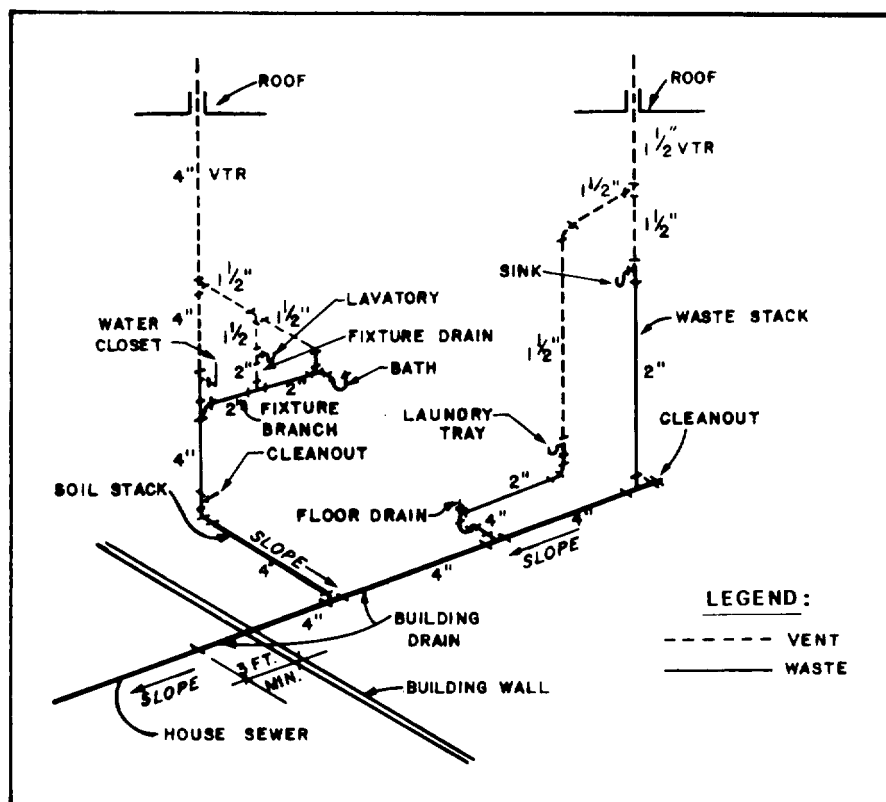 ROOF
ROOF
4" VTR
1 1/2" VTR
1 1/2"
1 1/2"
1 1/2"
SINK
1 1/2"
LAVATORY
4"
WATER
CLOSET
1 1/2
FIXTURE DRAIN
WASTE STACK
1 1/2"
2"
2"
BATH
2"
2"
FIXTURE
BRANCH
LAUNDRY
TRAY
CLEANOUT
4"
CLEANOUT
SOIL STACK
2"
FLOOR DRAIN
4"
4"
SLOPE
SLOPE
4"
4"
4"
BUILDING
DRAIN
LEGEND:
VENT
WASTE
3 FT.
MIN.
SLOPE
BUILDING WALL
HOUSE SEWER